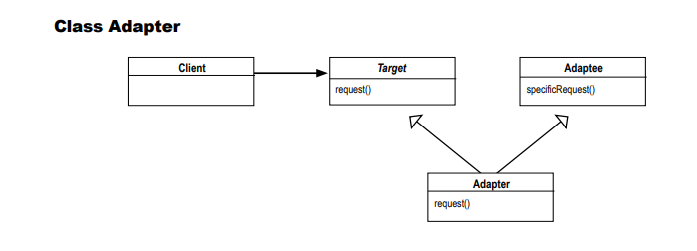 Class Adapter
Client
Target
request()
Adaptee
specificRequest()
Adapter
request()